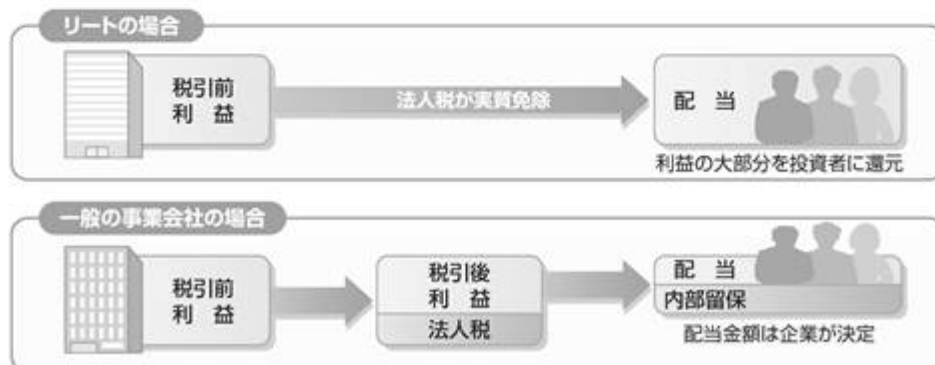 リートの場合
税引前
利 益
法人税が実質免除
配 当
利益の大部分を投資者に還元
一般の事業会社の場合
税引前
利 益
税引後
利 益
法人税
配 当
内部留保
配当金額は企業が決定